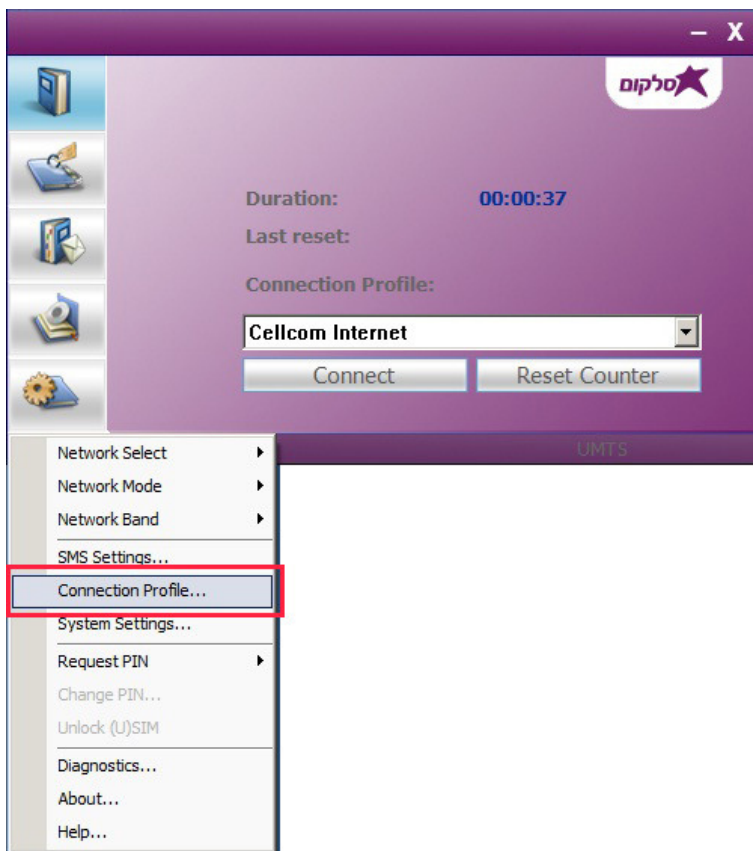 – X
סלקום
Duration: 00:00:37
Last reset:
Connection Profile:
Cellcom Internet
Connect Reset Counter
UMTS
Network Select
Network Mode
Network Band
SMS Settings...
Connection Profile...
System Settings...
Request PIN
Change PIN...
Unlock (U)SIM
Diagnostics...
About...
Help...